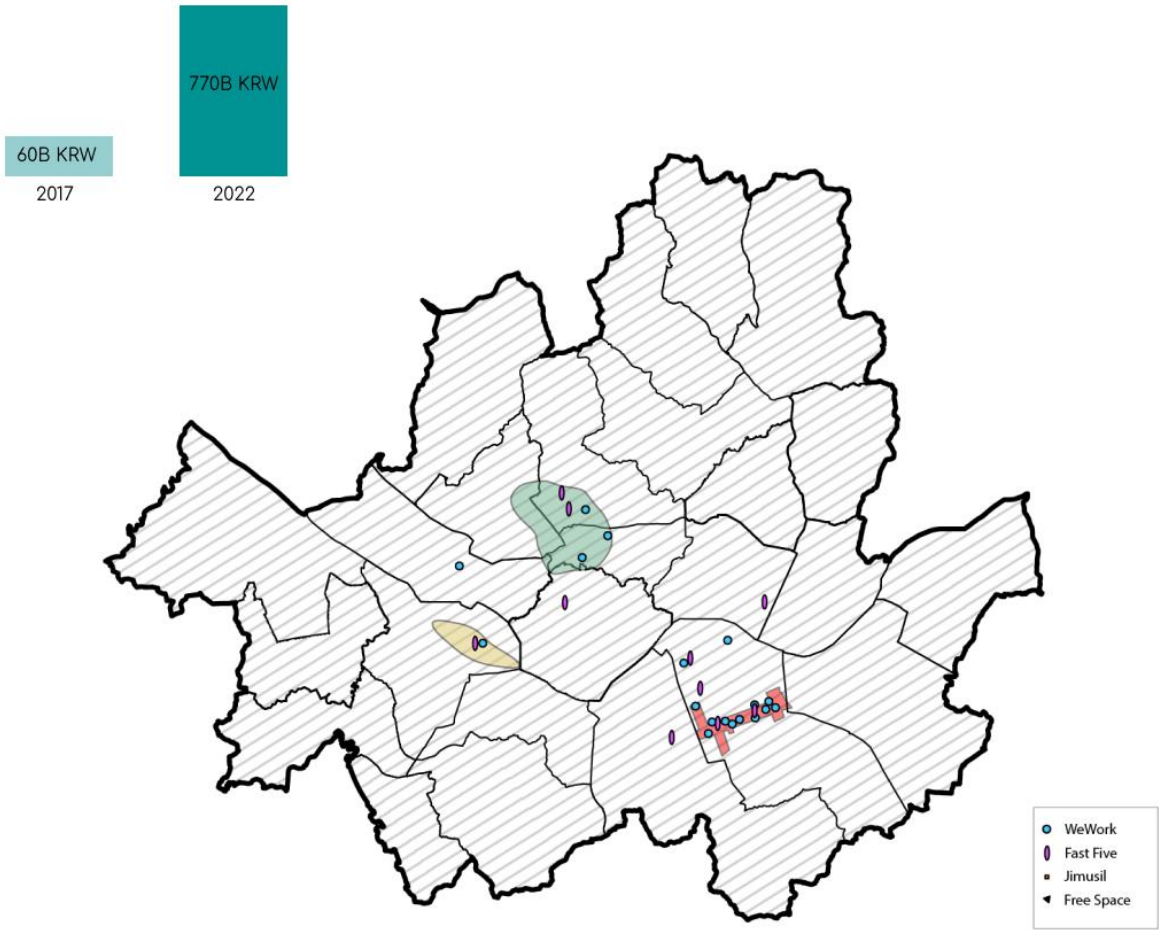 770B KRW
60B KRW
2017
2022
WeWork
Fast Five
Jimusil
Free Space